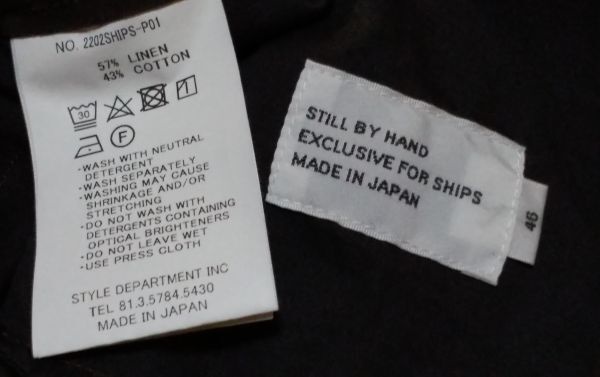 NO. 2202SHIPS-P01
57% LINEN
43% COTTON
30
F
-WASH WITH NEUTRAL
DETERGENT
-WASH SEPARATELY
-WASHING MAY CAUSE
SHRINKAGE AND/OR
STRETCHING
-DO NOT WASH WITH
DETERGENTS CONTAINING
OPTICAL BRIGHTENERS
-DO NOT LEAVE WET
-USE PRESS CLOTH
STYLE DEPARTMENT INC
TEL 81.3.5784.5430
MADE IN JAPAN
STILL BY HAND
EXCLUSIVE FOR SHIPS
MADE IN JAPAN
46